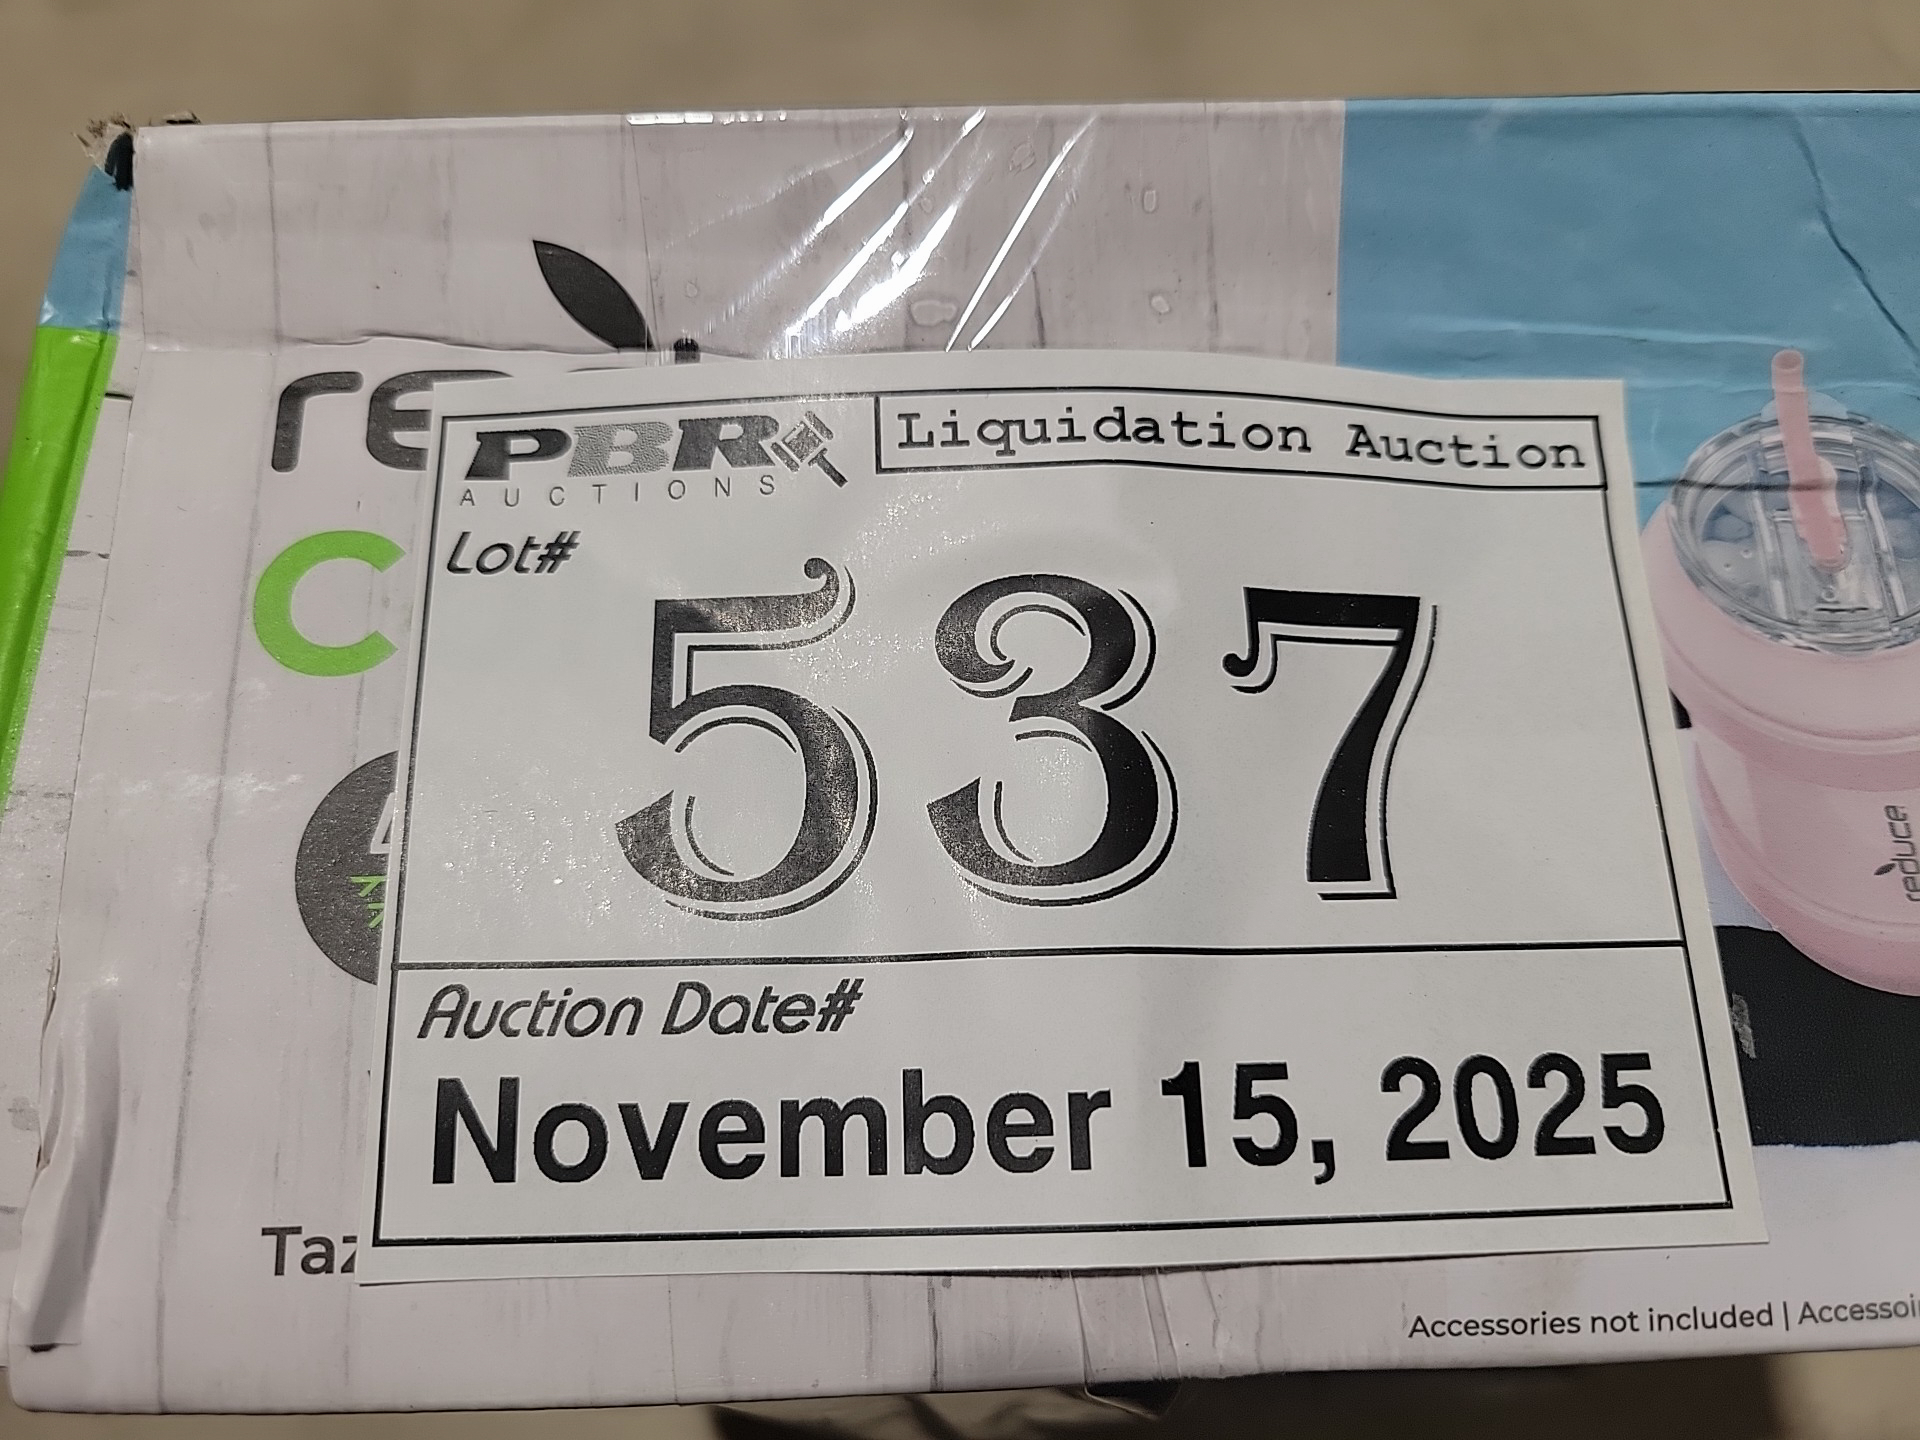 PBR
AUCTIONS
Liquidation Auction
Lot#
537
Auction Date#
November 15, 2025
reduce
Accessories not included |